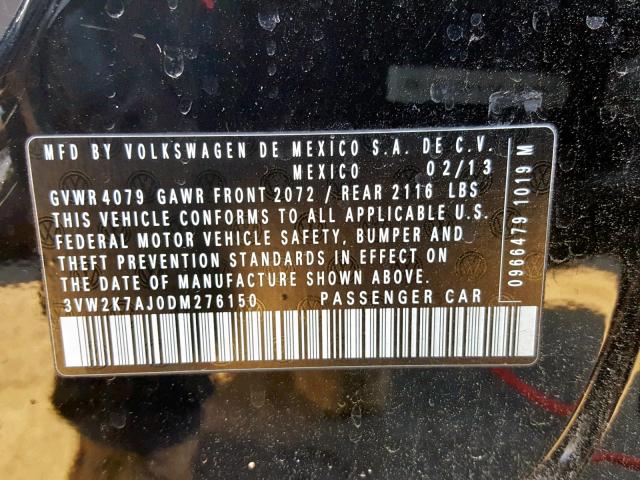 MFD BY VOLKSWAGEN DE MEXICO S.A. DE C.V.
MEXICO 02/13
GVWR 4079 GAWR FRONT 2072 / REAR 2116 LBS
THIS VEHICLE CONFORMS TO ALL APPLICABLE U.S.
FEDERAL MOTOR VEHICLE SAFETY, BUMPER AND
THEFT PREVENTION STANDARDS IN EFFECT ON
THE DATE OF MANUFACTURE SHOWN ABOVE.
3VW2K7AJ0DM276150 PASSENGER CAR
0966479 1019 M